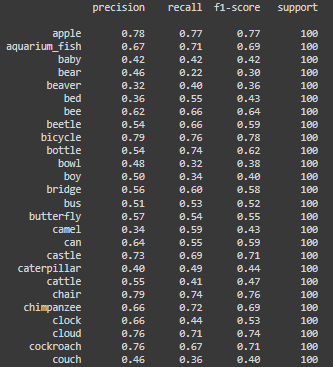 precision recall f1-score support
apple 0.78 0.77 0.77 100
aquarium_fish 0.67 0.71 0.69 100
baby 0.42 0.42 0.42 100
bear 0.46 0.22 0.30 100
beaver 0.32 0.40 0.36 100
bed 0.36 0.55 0.43 100
bee 0.62 0.66 0.64 100
beetle 0.54 0.66 0.59 100
bicycle 0.79 0.76 0.78 100
bottle 0.54 0.74 0.62 100
bowl 0.48 0.32 0.38 100
boy 0.50 0.34 0.40 100
bridge 0.56 0.60 0.58 100
bus 0.51 0.53 0.52 100
butterfly 0.57 0.54 0.55 100
camel 0.34 0.59 0.43 100
can 0.64 0.55 0.59 100
castle 0.73 0.69 0.71 100
caterpillar 0.40 0.49 0.44 100
cattle 0.55 0.41 0.47 100
chair 0.79 0.74 0.76 100
chimpanzee 0.66 0.72 0.69 100
clock 0.66 0.44 0.53 100
cloud 0.76 0.71 0.74 100
cockroach 0.76 0.67 0.71 100
couch 0.46 0.36 0.40 100